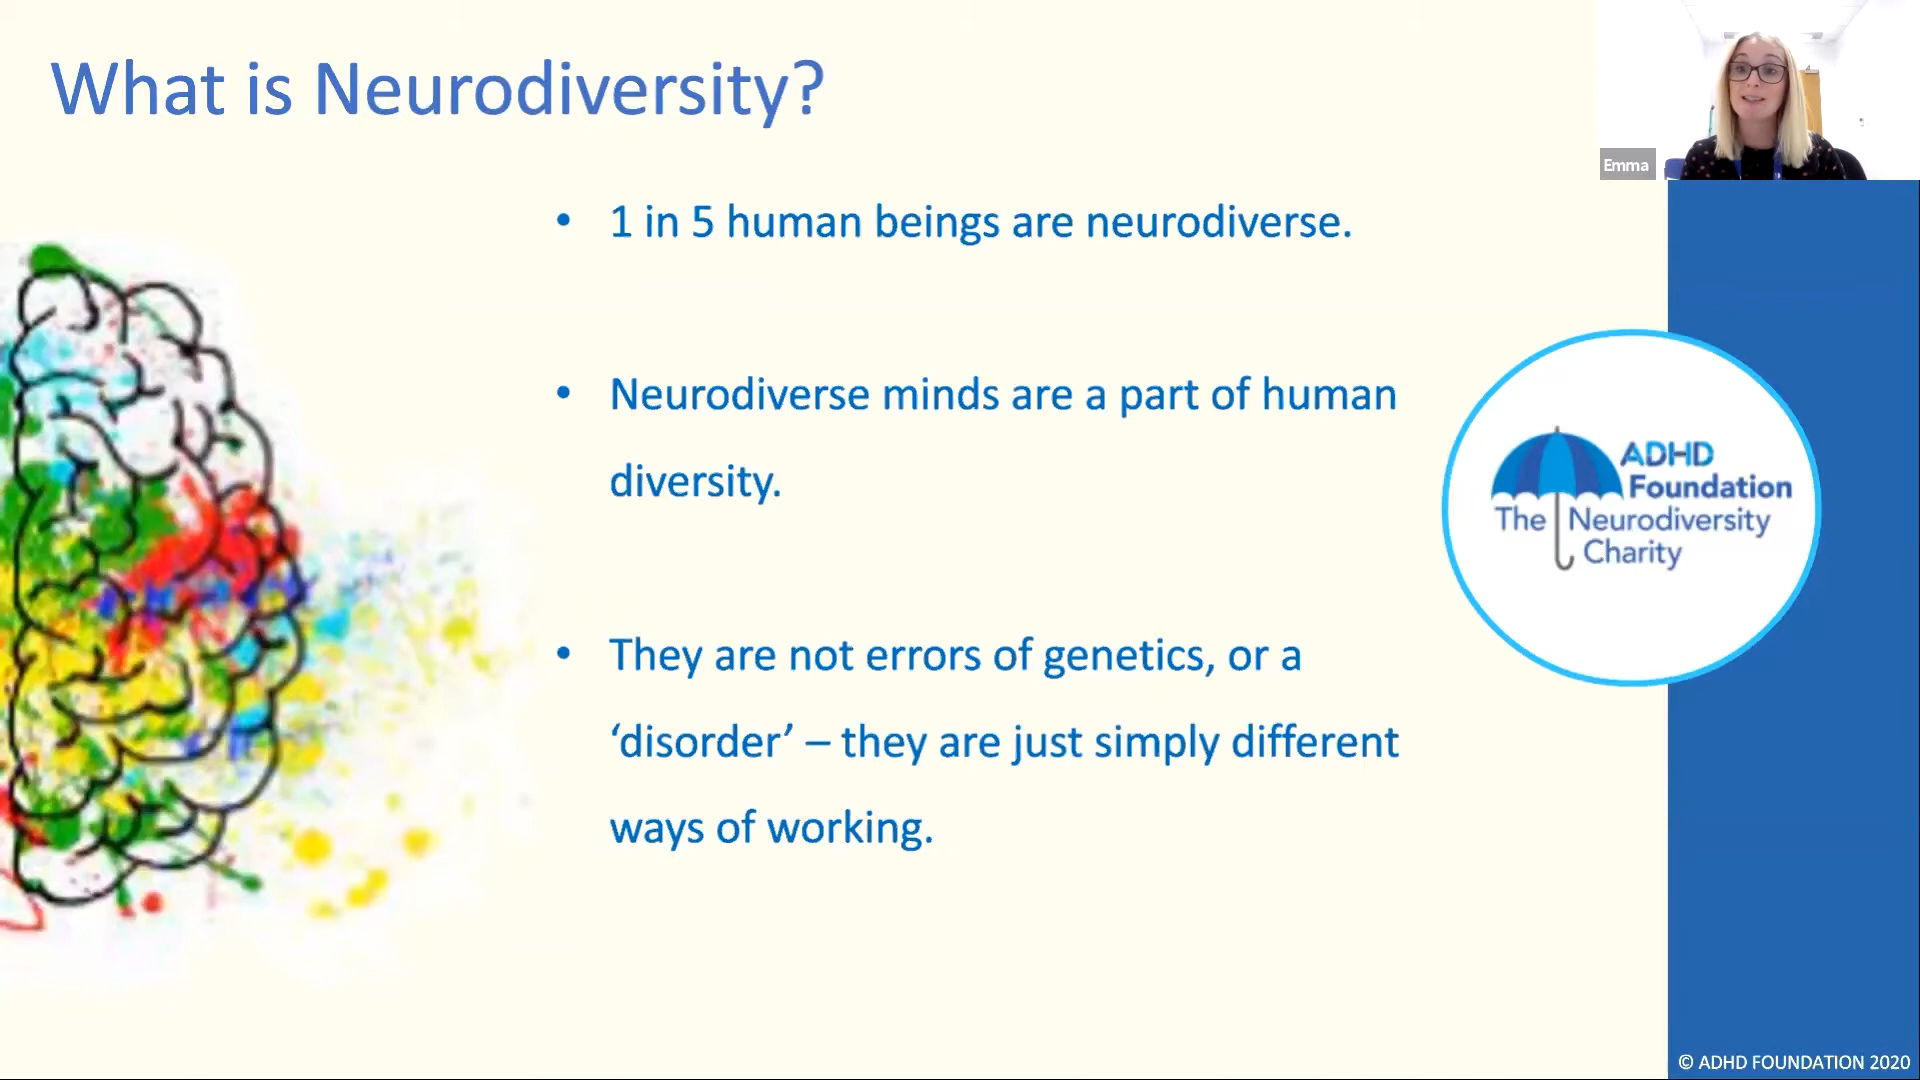 What is Neurodiversity?
Emma
• 1 in 5 human beings are neurodiverse.
• Neurodiverse minds are a part of human
diversity.
• They are not errors of genetics, or a
‘disorder’ – they are just simply different
ways of working.
ADHD
Foundation
The Neurodiversity
Charity
© ADHD FOUNDATION 2020